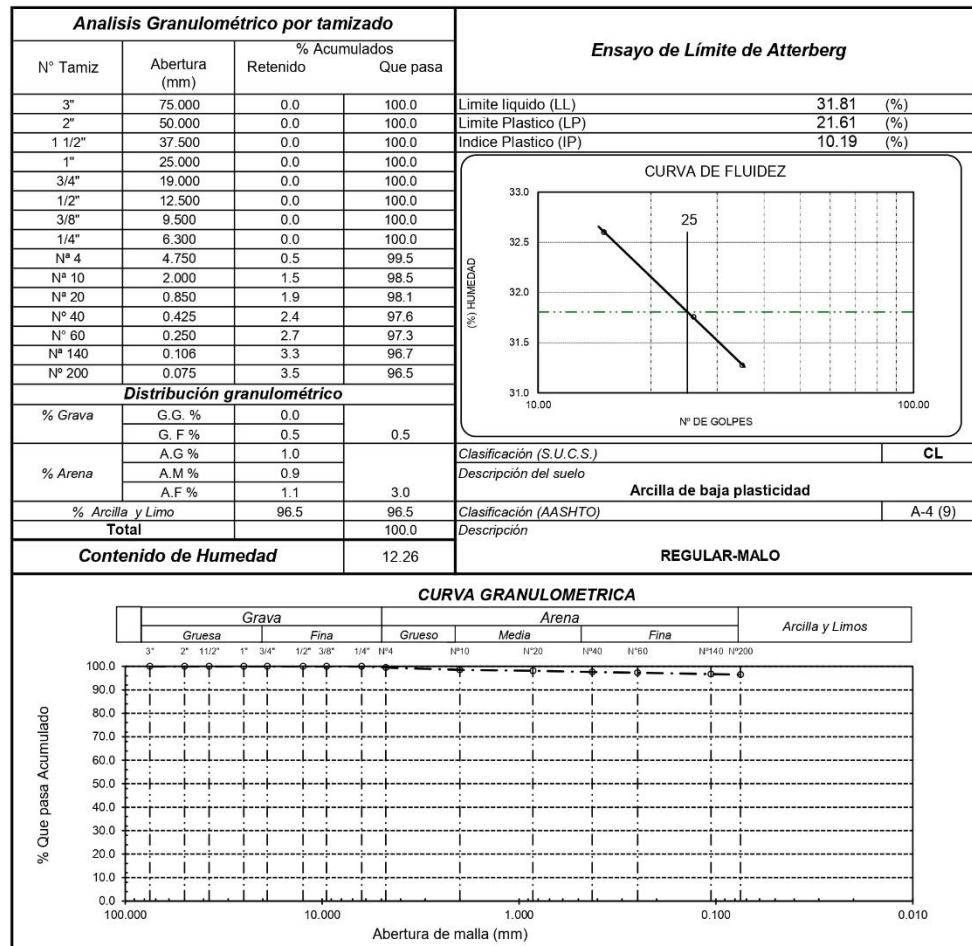 Analisis Granulométrico por tamizado
N° Tamiz Abertura (mm) % Acumulados
Retenido Que pasa
3" 75.000 0.0 100.0
2" 50.000 0.0 100.0
1 1/2" 37.500 0.0 100.0
1" 25.000 0.0 100.0
3/4" 19.000 0.0 100.0
1/2" 12.500 0.0 100.0
3/8" 9.500 0.0 100.0
1/4" 6.300 0.0 100.0
Nª 4 4.750 0.5 99.5
Nª 10 2.000 1.5 98.5
Nª 20 0.850 1.9 98.1
Nº 40 0.425 2.4 97.6
N° 60 0.250 2.7 97.3
Nª 140 0.106 3.3 96.7
Nº 200 0.075 3.5 96.5
Distribución granulométrico
% Grava G.G. % 0.0
G. F % 0.5 0.5
% Arena A.G % 1.0
A.M % 0.9
A.F % 1.1 3.0
% Arcilla y Limo 96.5 96.5
Total 100.0
Contenido de Humedad 12.26
Ensayo de Límite de Atterberg
Limite liquido (LL) 31.81 (%)
Limite Plastico (LP) 21.61 (%)
Indice Plastico (IP) 10.19 (%)
CURVA DE FLUIDEZ
33.0
25
32.5
32.0
31.5
31.0
(%) HUMEDAD
10.00 100.00
Nº DE GOLPES
Clasificación (S.U.C.S.) CL
Descripción del suelo
Arcilla de baja plasticidad
Clasificación (AASHTO) A-4 (9)
Descripción
REGULAR-MALO
CURVA GRANULOMETRICA
Grava Arena Arcilla y Limos
Gruesa Fina Grueso Media Fina
3" 2" 11/2" 1" 3/4" 1/2" 3/8" 1/4" Nº4 Nº10 Nº20 Nº40 Nº60 Nº140 Nº200
100.0
90.0
80.0
70.0
60.0
50.0
40.0
30.0
20.0
10.0
0.0
% Que pasa Acumulado
100.000 10.000 1.000 0.100 0.010
Abertura de malla (mm)